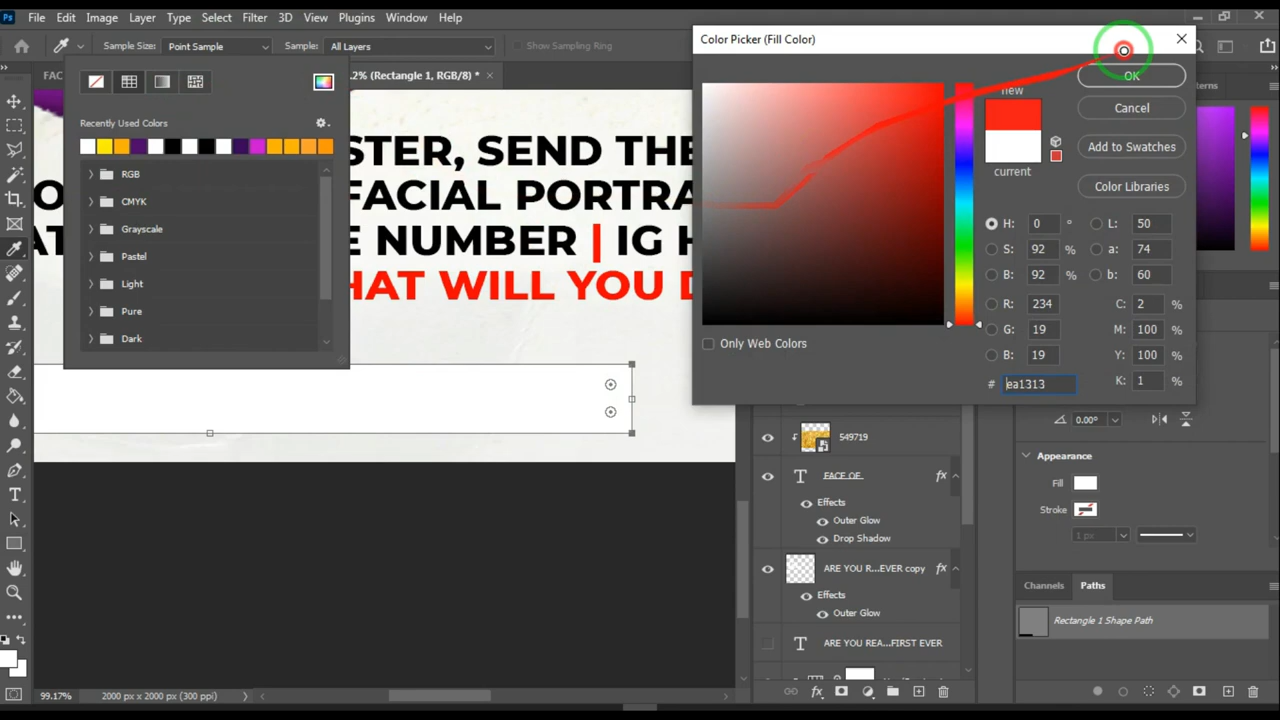 Ps File Edit Image Layer Type Select Filter 3D View Plugins Window Help
Sample Size: Point Sample Sample: All Layers Show Sampling Ring
FAC .2% (Rectangle 1, RGB/8) *
Recently Used Colors
RGB
CMYK
Grayscale
Pastel
Light
Pure
Dark
STER, SEND THE
FACIAL PORTRA
E NUMBER | IG H
HAT WILL YOU D
Color Picker (Fill Color)
OK
Cancel
Add to Swatches
Color Libraries
new
current
H: 0 °
S: 92 %
B: 92 %
R: 234
G: 19
B: 19
# ea1313
L: 50
a: 74
b: 60
C: 2 %
M: 100 %
Y: 100 %
K: 1 %
Only Web Colors
terns
549719
FACE OF
fx
Effects
Outer Glow
Drop Shadow
ARE YOU R...EVER copy fx
Effects
Outer Glow
ARE YOU REA...FIRST EVER
0.00°
Appearance
Fill
Stroke
1 px
Channels Paths
Rectangle 1 Shape Path
99.17% 2000 px x 2000 px (300 ppi)